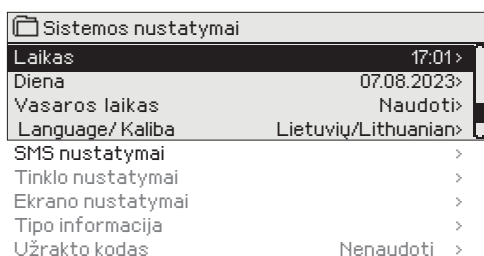 Sistemos nustatymai
Laikas 17:01>
Diena 07.08.2023>
Vasaros laikas Naudoti>
Language/ Kaliba Lietuvių/Lithuanian>
SMS nustatymai >
Tinklo nustatymai >
Ekrano nustatymai >
Tipo informacija >
Užrakto kodas Nenaudoti >